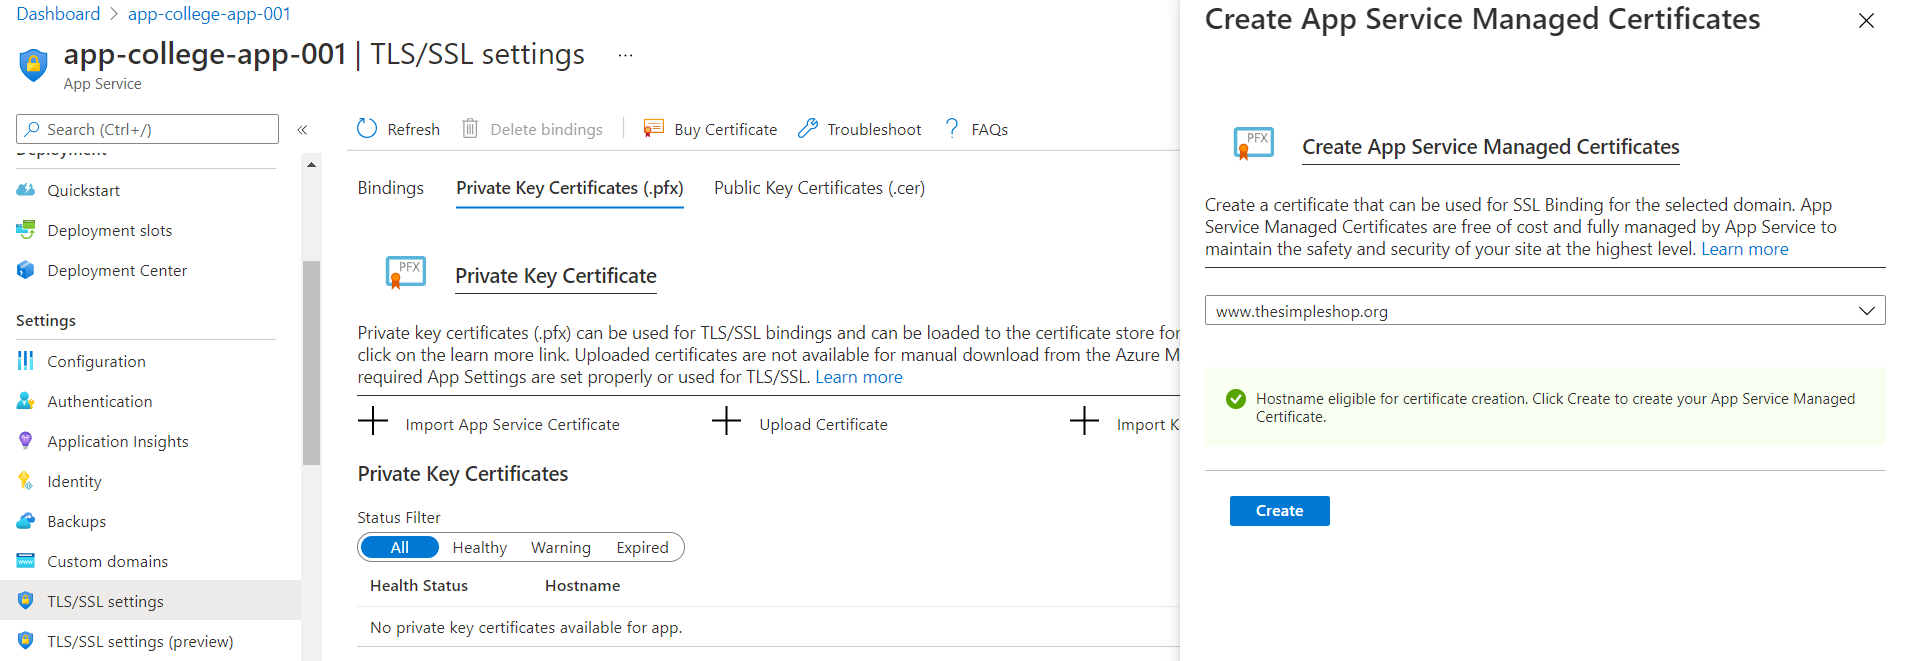 Dashboard > app-college-app-001
app-college-app-001 | TLS/SSL settings ...
App Service
Search (Ctrl+/)
«
Deployment
Quickstart
Deployment slots
Deployment Center
Settings
Configuration
Authentication
Application Insights
Identity
Backups
Custom domains
TLS/SSL settings
TLS/SSL settings (preview)
Refresh
Delete bindings
Buy Certificate
Troubleshoot
? FAQs
Bindings
Private Key Certificates (.pfx)
Public Key Certificates (.cer)
PFX
Private Key Certificate
Private key certificates (.pfx) can be used for TLS/SSL bindings and can be loaded to the certificate store for
click on the learn more link. Uploaded certificates are not available for manual download from the Azure M
required App Settings are set properly or used for TLS/SSL. Learn more
Import App Service Certificate
Upload Certificate
Import K
Private Key Certificates
Status Filter
All Healthy Warning Expired
Health Status Hostname
No private key certificates available for app.
Create App Service Managed Certificates
PFX
Create App Service Managed Certificates
Create a certificate that can be used for SSL Binding for the selected domain. App
Service Managed Certificates are free of cost and fully managed by App Service to
maintain the safety and security of your site at the highest level. Learn more
www.thesimpleshop.org
Hostname eligible for certificate creation. Click Create to create your App Service Managed
Certificate.
Create